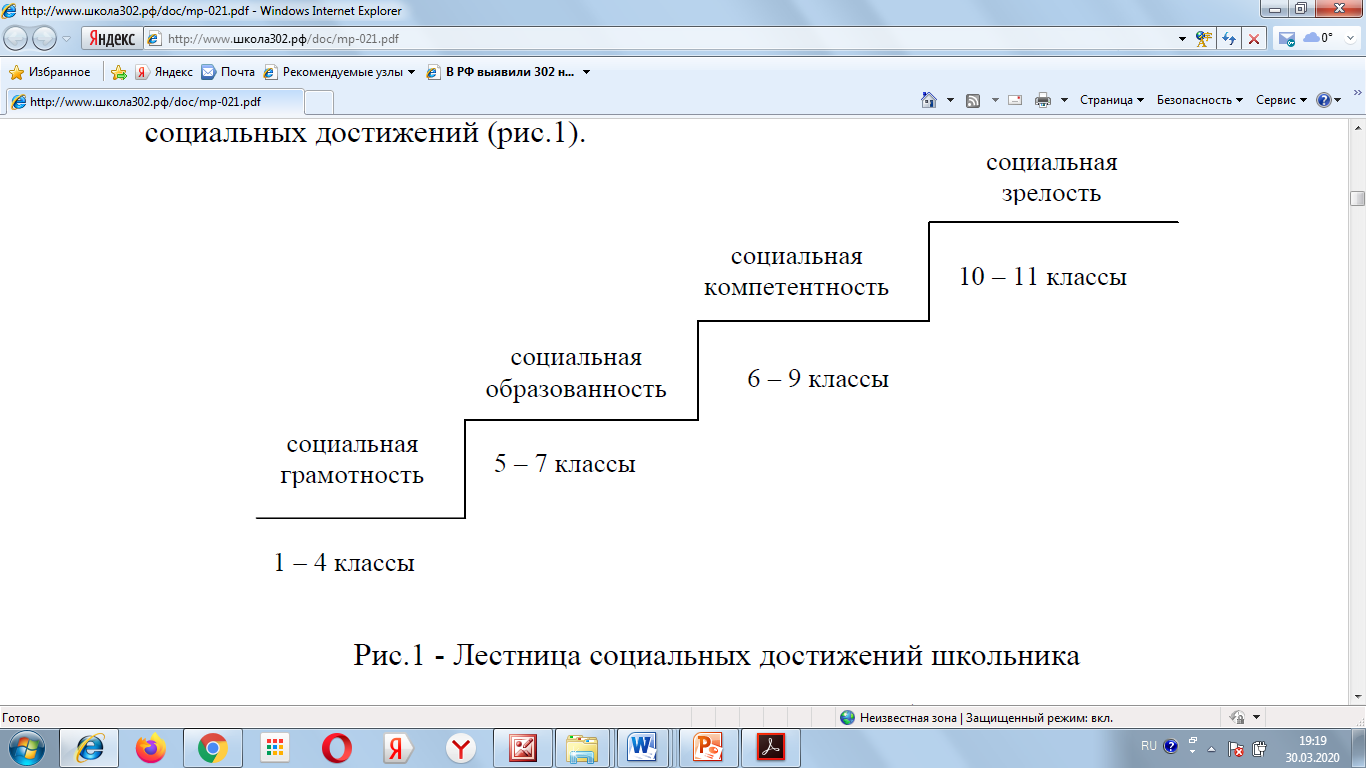 http://www.школа302.рф/doc/mp-021.pdf - Windows Internet Explorer
Яндекс
http://www.школа302.рф/doc/mp-021.pdf
0°
Избранное
Яндекс
Почта
Рекомендуемые узлы
В РФ выявили 302 н...
http://www.школа302.рф/doc/mp-021.pdf
Страница
Безопасность
Сервис
социальных достижений (рис.1).
социальная
зрелость
10 – 11 классы
социальная
компетентность
6 – 9 классы
социальная
образованность
5 – 7 классы
социальная
грамотность
1 – 4 классы
Рис.1 - Лестница социальных достижений школьника
Готово
Неизвестная зона | Защищенный режим: вкл.
RU
19:19
30.03.2020